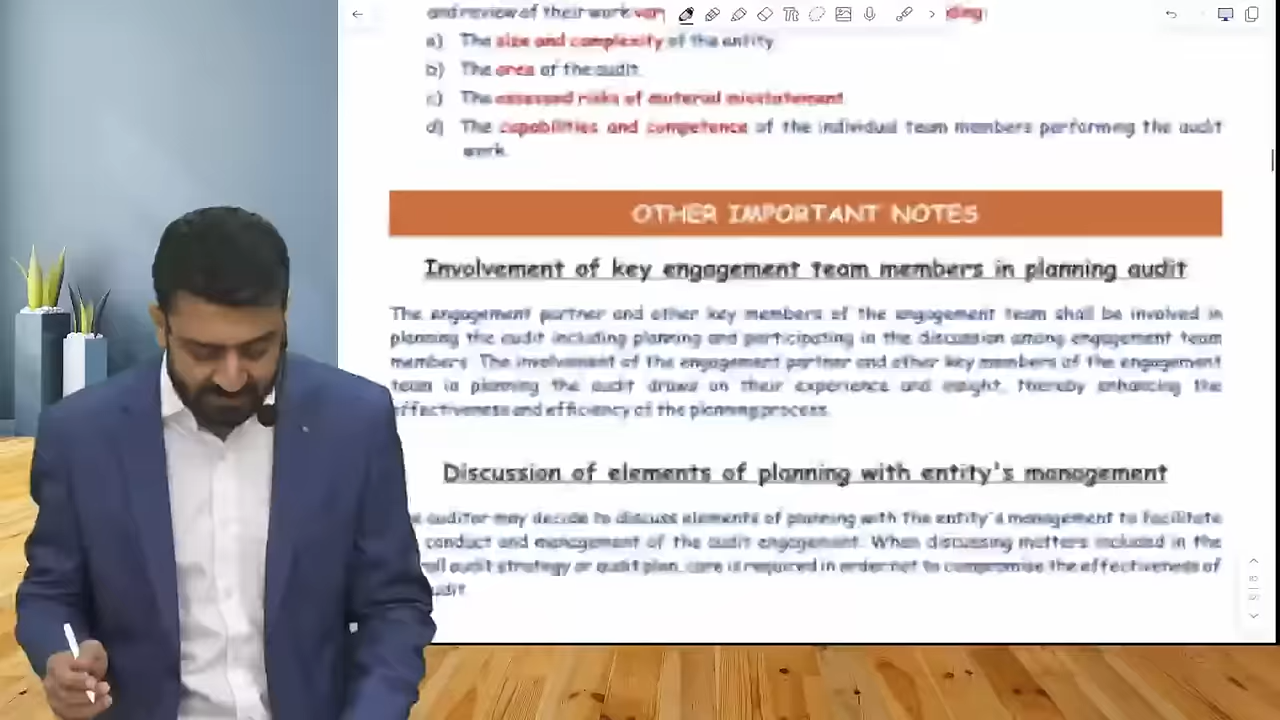 and review of their work
ding:
a) The size and complexity of the entity
b) The area of the audit.
c) The assessed risks of material misstatement
d) The capabilities and competence of the individual team members performing the audit
work.
OTHER IMPORTANT NOTES
Involvement of key engagement team members in planning audit
The engagement partner and other key members of the engagement team shall be involved in
planning the audit including planning and participating in the discussion among engagement team
members. The involvement of the engagement partner and other key members of the engagement
team in planning the audit draws on their experience and insight, thereby enhancing the
effectiveness and efficiency of the planning process.
Discussion of elements of planning with entity's management
auditor may decide to discuss elements of planning with the entity's management to facilitate
conduct and management of the audit engagement. When discussing matters included in the
audit strategy or audit plan, care is required in order not to compromise the effectiveness of